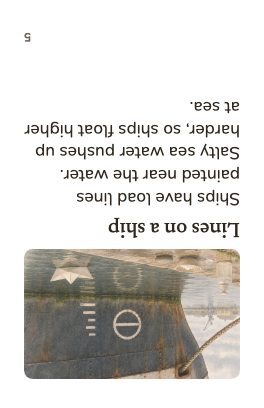 Lines on a ship
Ships have load lines
painted near the water.
Salty sea water pushes up
harder, so ships float higher
at sea.
5